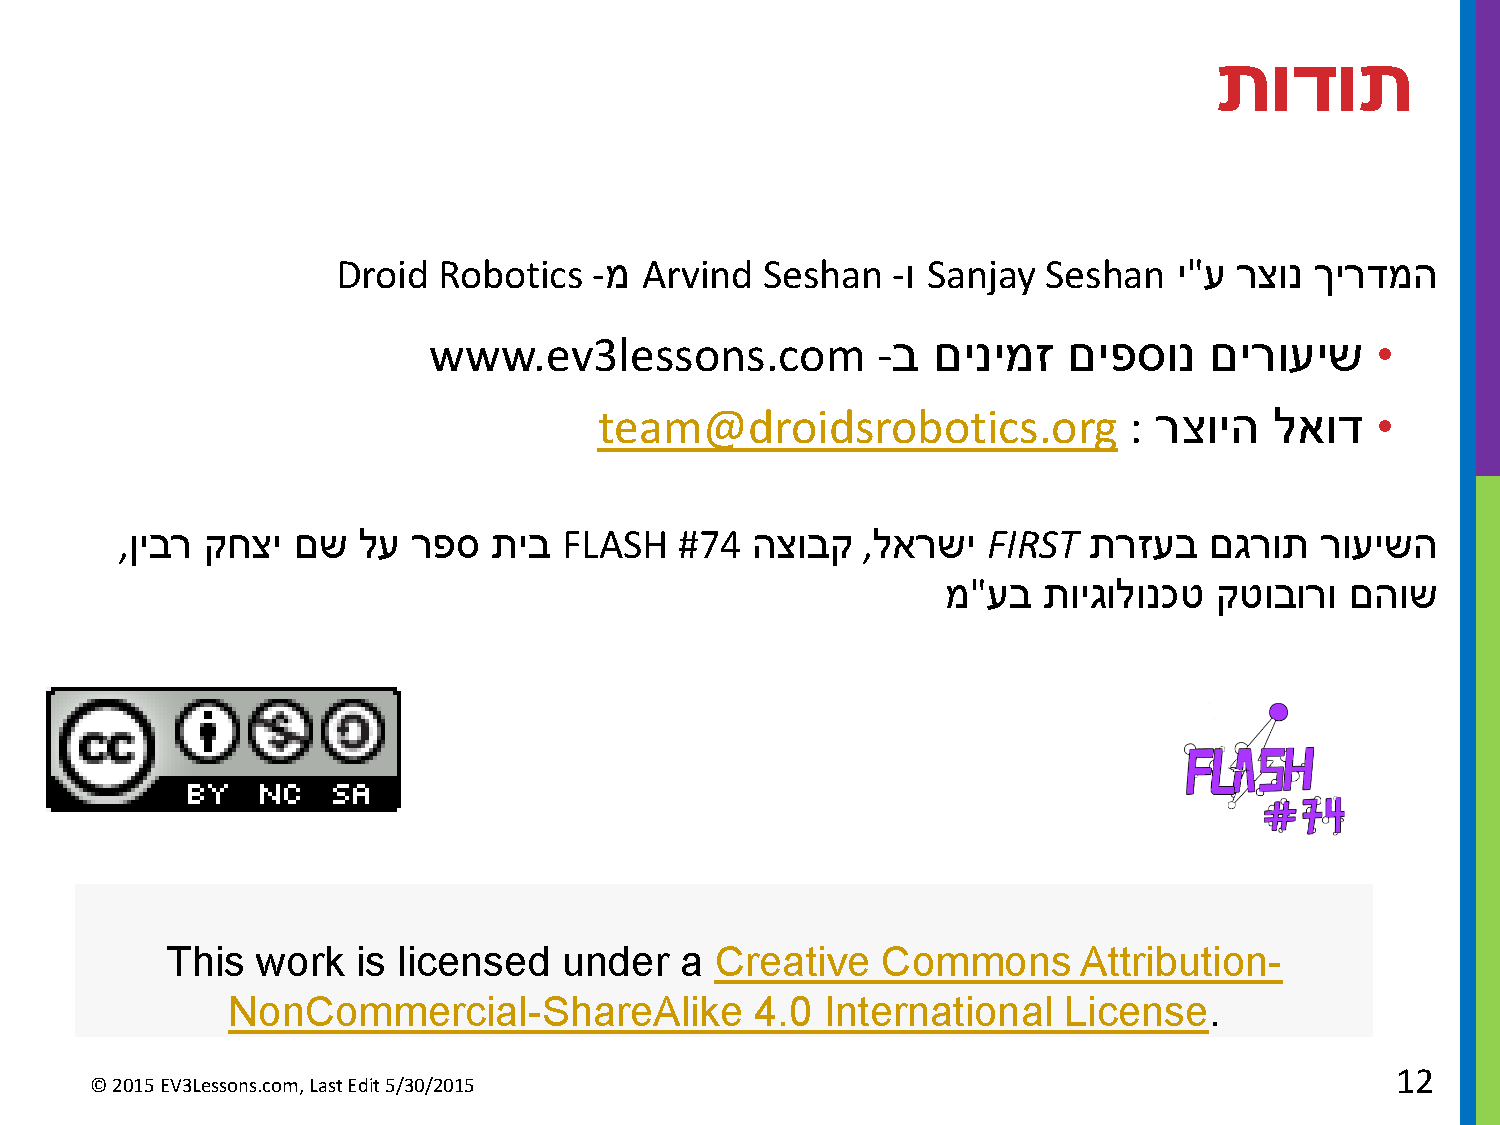 תודות
המדריך נוצר ע"י Sanjay Seshan ו- Arvind Seshan מ- Droid Robotics
• שיעורים נוספים זמינים ב- www.ev3lessons.com
• דואל היוצר : team@droidsrobotics.org
השיעור תורגם בעזרת FIRST ישראל, קבוצה FLASH #74 בית ספר על שם יצחק רבין,
שוהם ורובוטק טכנולוגיות בע"מ
CC BY NC SA
FLASH
#74
This work is licensed under a Creative Commons Attribution-
NonCommercial-ShareAlike 4.0 International License.
© 2015 EV3Lessons.com, Last Edit 5/30/2015
12